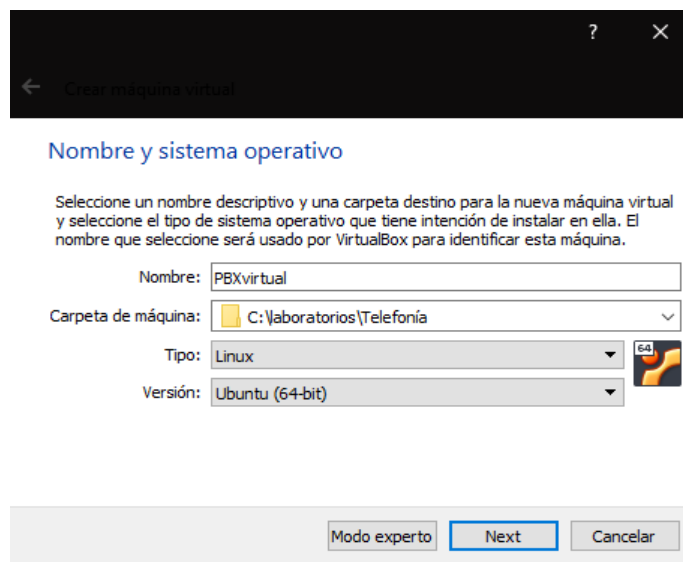 ?
Crear máquina virtual
Nombre y sistema operativo
Seleccione un nombre descriptivo y una carpeta destino para la nueva máquina virtual
y seleccione el tipo de sistema operativo que tiene intención de instalar en ella. El
nombre que seleccione será usado por VirtualBox para identificar esta máquina.
Nombre: PBXvirtual
Carpeta de máquina: C:\laboratorios\Telefonía
Tipo: Linux
64
Versión: Ubuntu (64-bit)
Modo experto Next Cancelar